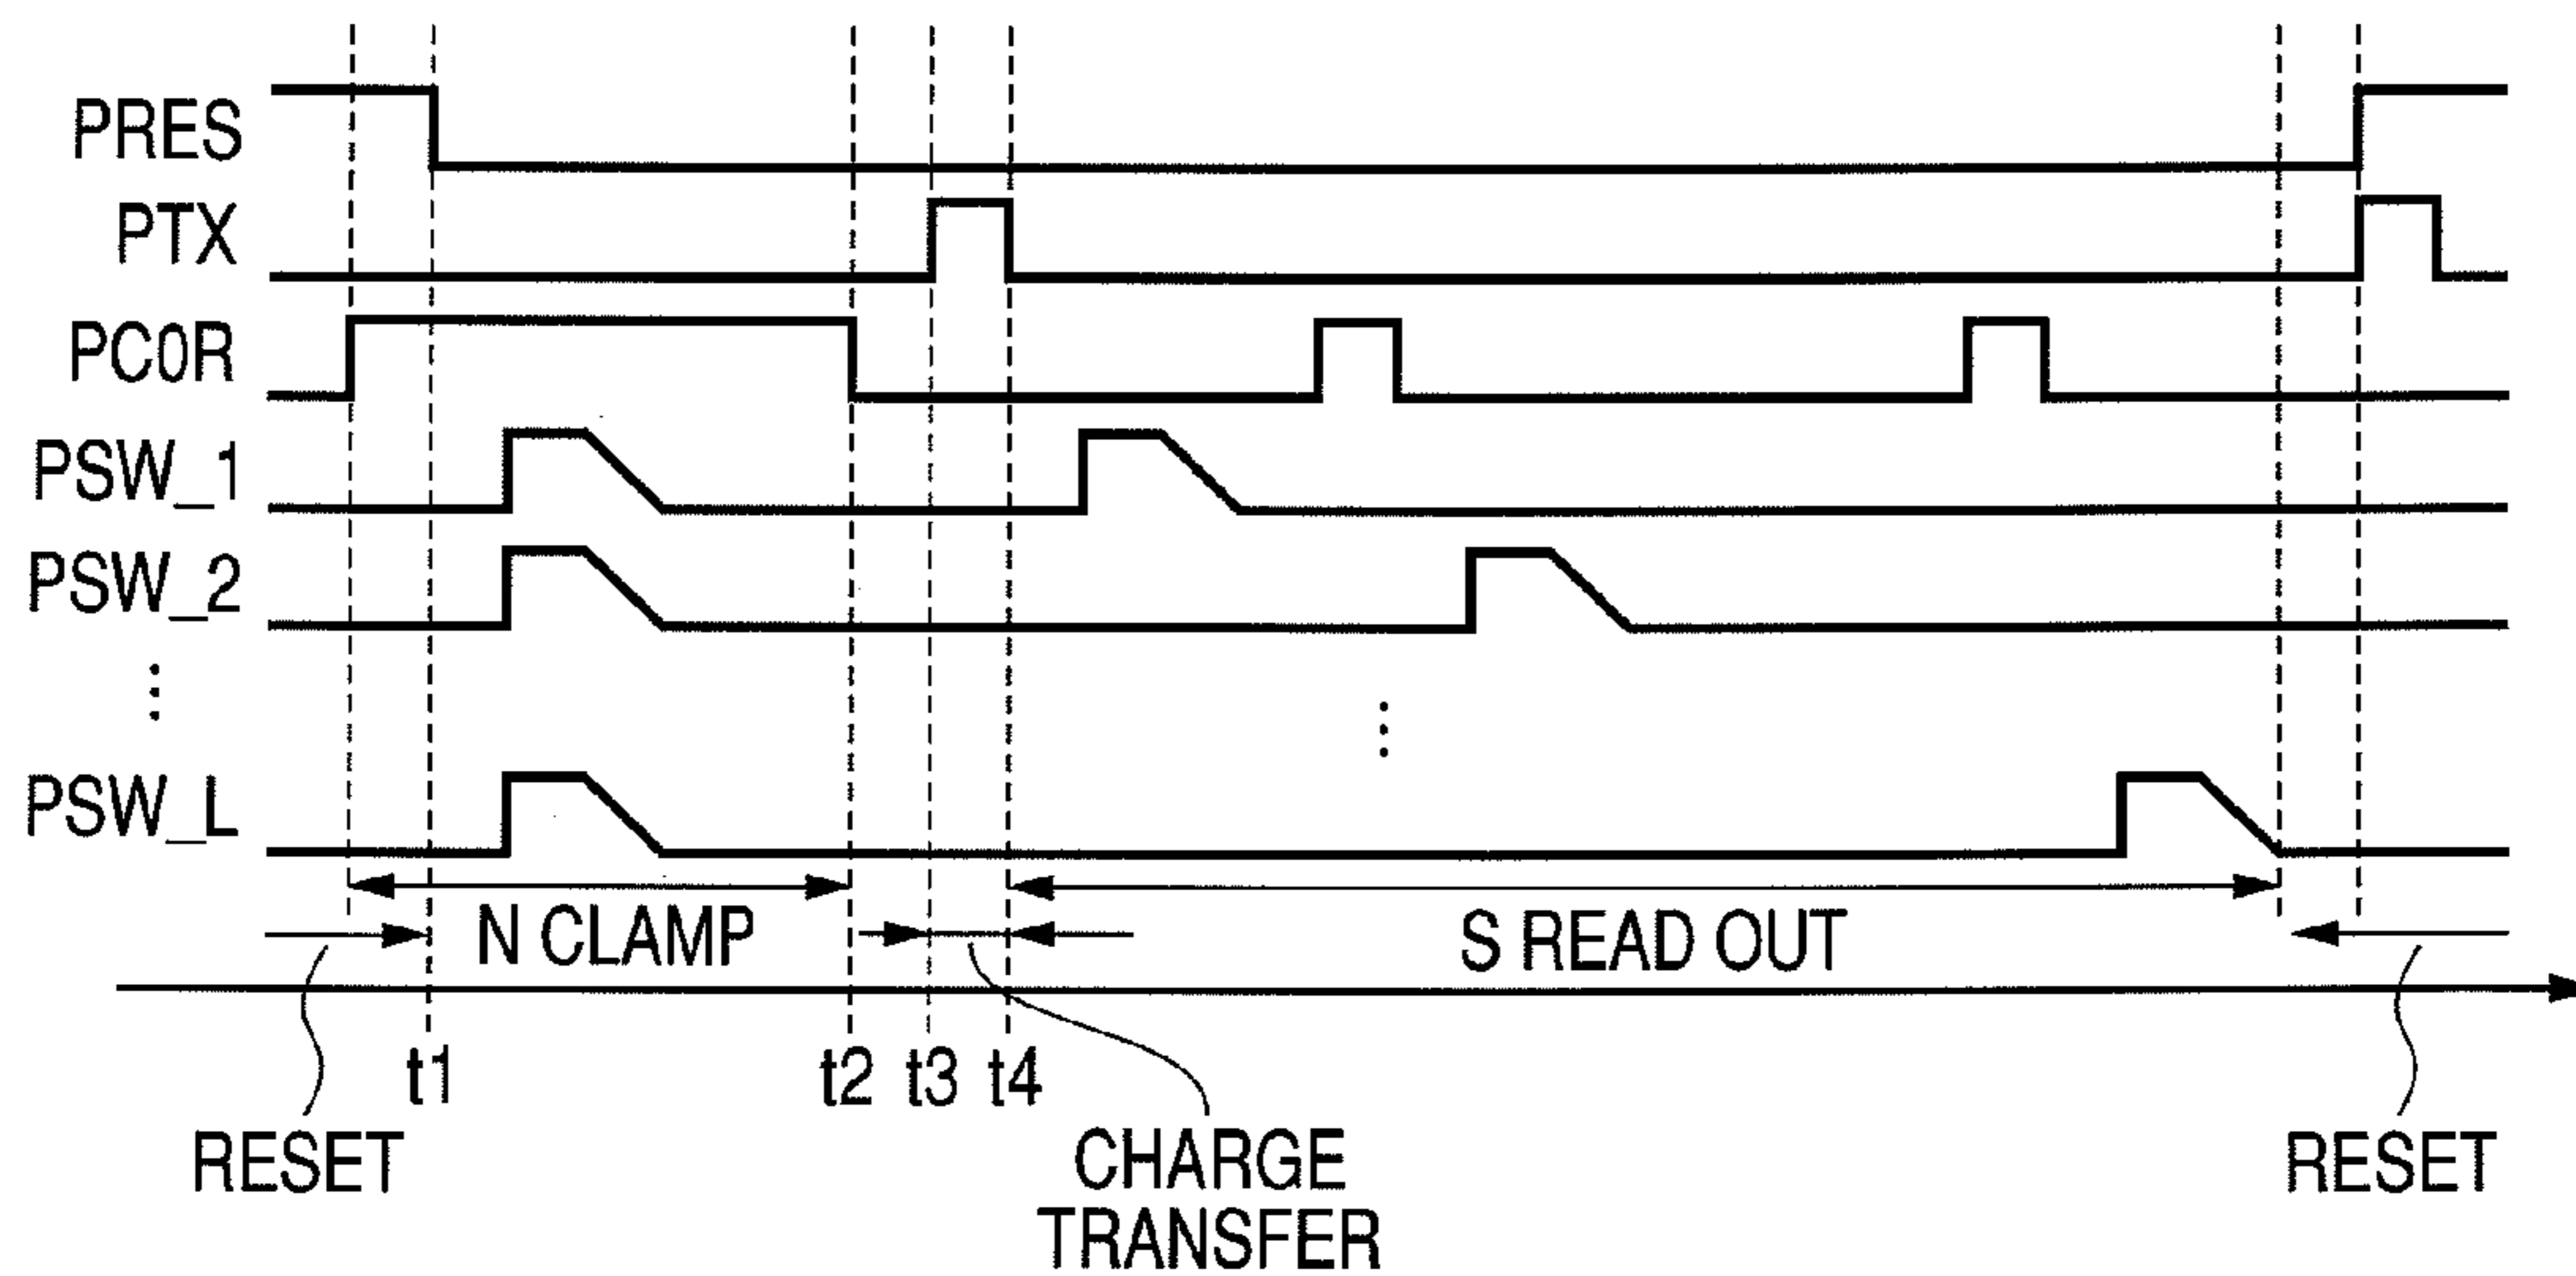 PRES
PTX
PC0R
PSW_1
PSW_2
PSW_L
N CLAMP
S READ OUT
t1
t2
t3
t4
RESET
CHARGE
TRANSFER
RESET